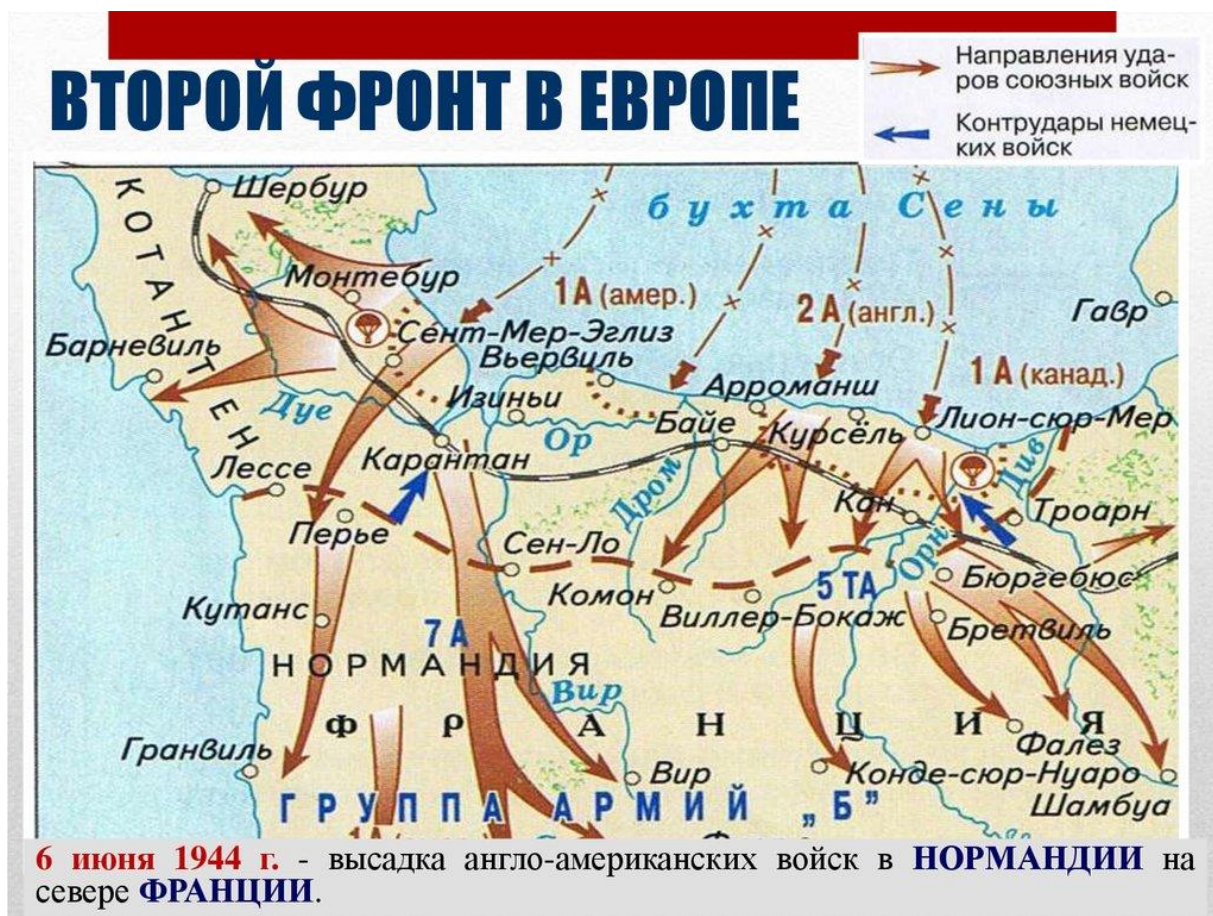 ВТОРОЙ ФРОНТ В ЕВРОПЕ
Направления уда-
ров союзных войск
Контрудары немец-
ких войск
Шербур
бухта Сены
КОТАНТЕН
Монтебур
1 А (амер.)
2 А (англ.)
Гавр
Сент-Мер-Эглиз
Барневиль
Вьервиль
1 А (канад.)
Арроманш
Изиньи
Дуе
Ор
Байе
Курсёль
Лион-сюр-Мер
Карантан
Лессе
Дром
Див
Кан
Троарн
Перье
Сен-Ло
Орн
Комон
5 ТА
Бюргебюс
Кутанс
Виллер-Бокаж
Бретвиль
7 А
НОРМАНДИЯ
Вир
ФРАНЦИЯ
Гранвиль
Фалез
Вир
Конде-сюр-Нуаро
Шамбуа
ГРУППА АРМИЙ „Б”
6 июня 1944 г. - высадка англо-американских войск в НОРМАНДИИ на
севере ФРАНЦИИ.